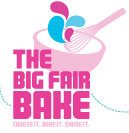 THE
BIG FAIR
BAKE
CHOOSE IT. BAKE IT. SHARE IT.